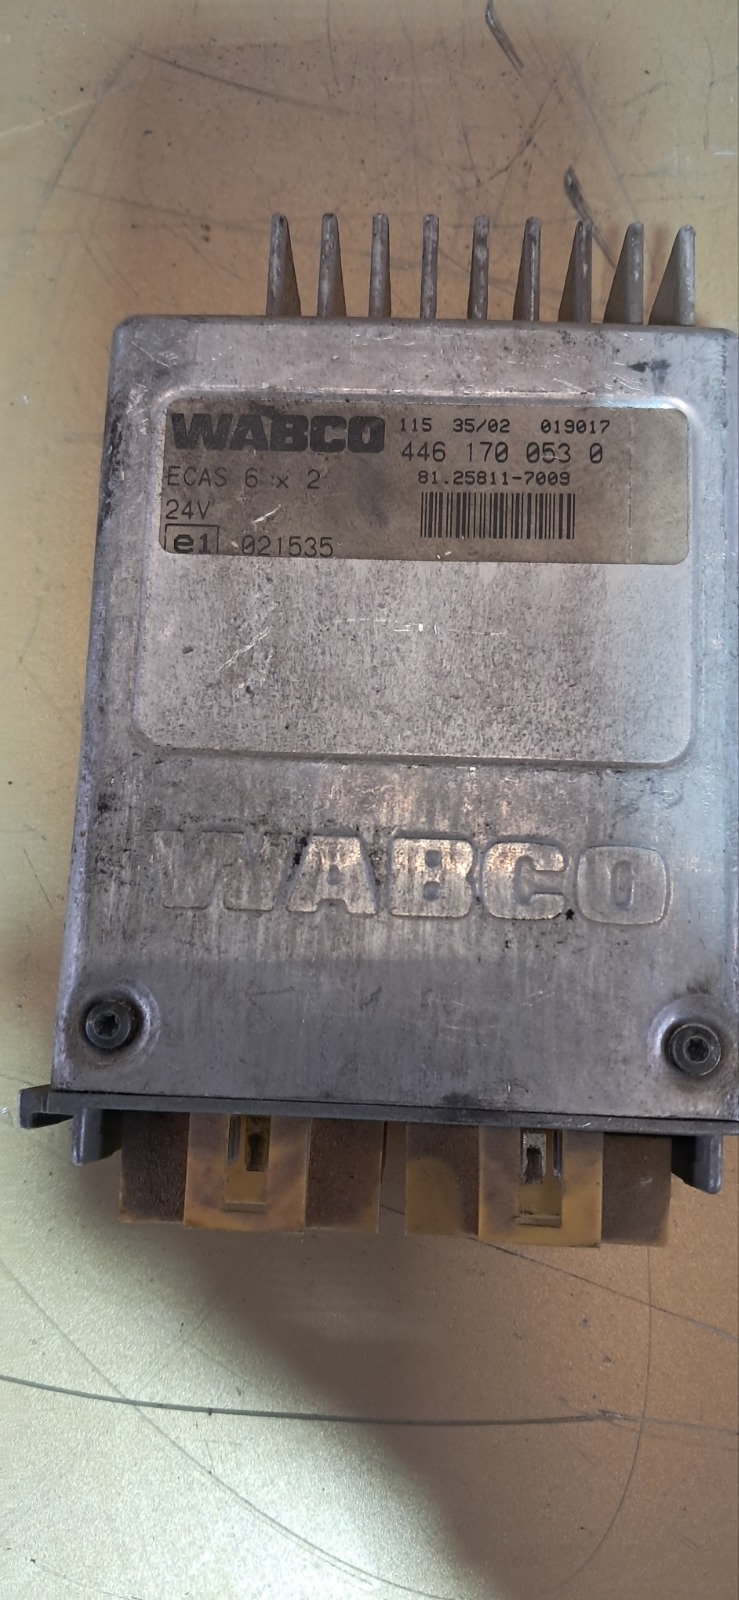 WABCO 115 35/02 019017
446 170 053 0
ECAS 6 x 2 81.25811-7009
24V
e1 021535
WABCO